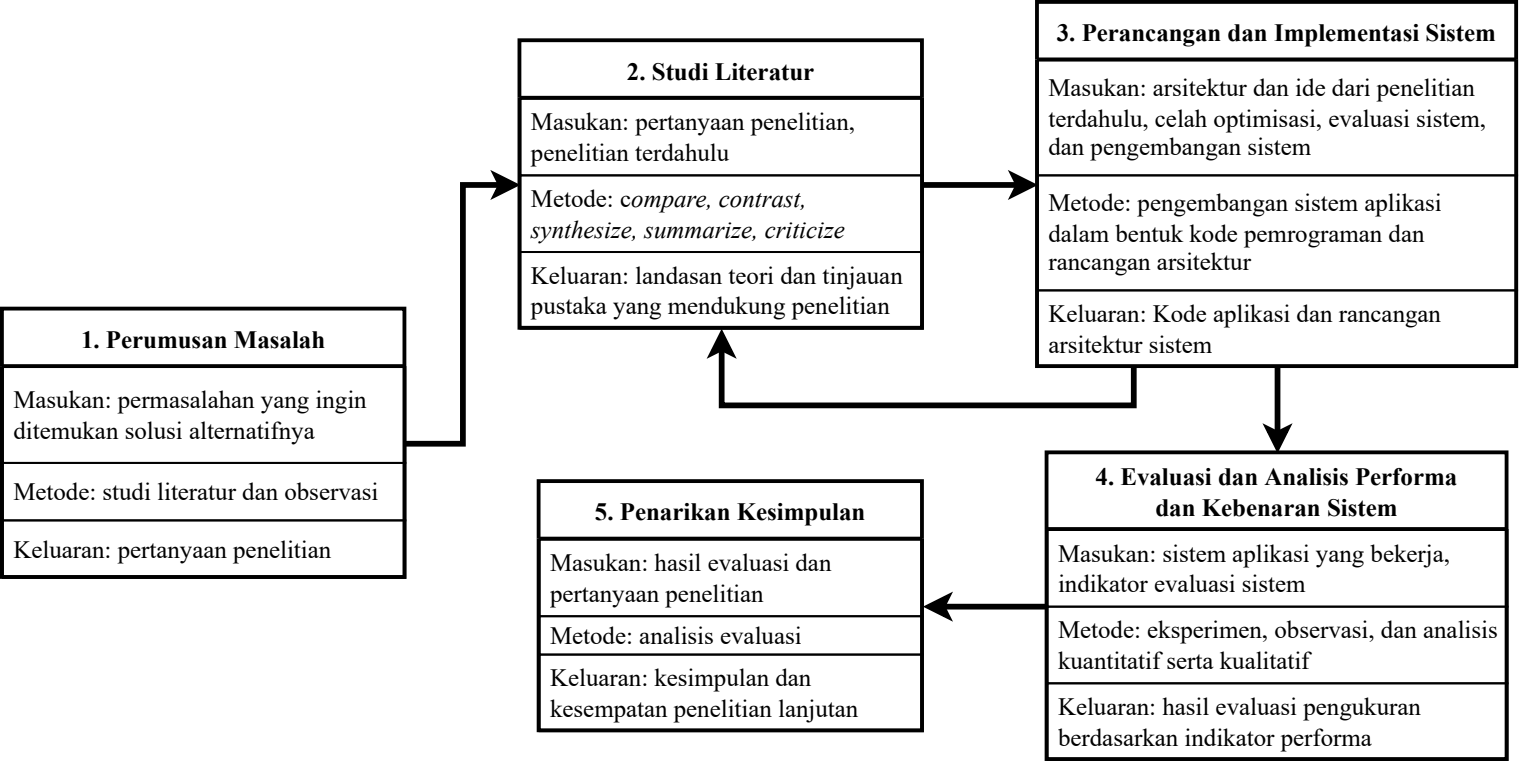 1. Perumusan Masalah
Masukan: permasalahan yang ingin
ditemukan solusi alternatifnya
Metode: studi literatur dan observasi
Keluaran: pertanyaan penelitian
2. Studi Literatur
Masukan: pertanyaan penelitian,
penelitian terdahulu
Metode: compare, contrast,
synthesize, summarize, criticize
Keluaran: landasan teori dan tinjauan
pustaka yang mendukung penelitian
3. Perancangan dan Implementasi Sistem
Masukan: arsitektur dan ide dari penelitian
terdahulu, celah optimisasi, evaluasi sistem,
dan pengembangan sistem
Metode: pengembangan sistem aplikasi
dalam bentuk kode pemrograman dan
rancangan arsitektur
Keluaran: Kode aplikasi dan rancangan
arsitektur sistem
4. Evaluasi dan Analisis Performa
dan Kebenaran Sistem
Masukan: sistem aplikasi yang bekerja,
indikator evaluasi sistem
Metode: eksperimen, observasi, dan analisis
kuantitatif serta kualitatif
Keluaran: hasil evaluasi pengukuran
berdasarkan indikator performa
5. Penarikan Kesimpulan
Masukan: hasil evaluasi dan
pertanyaan penelitian
Metode: analisis evaluasi
Keluaran: kesimpulan dan
kesempatan penelitian lanjutan